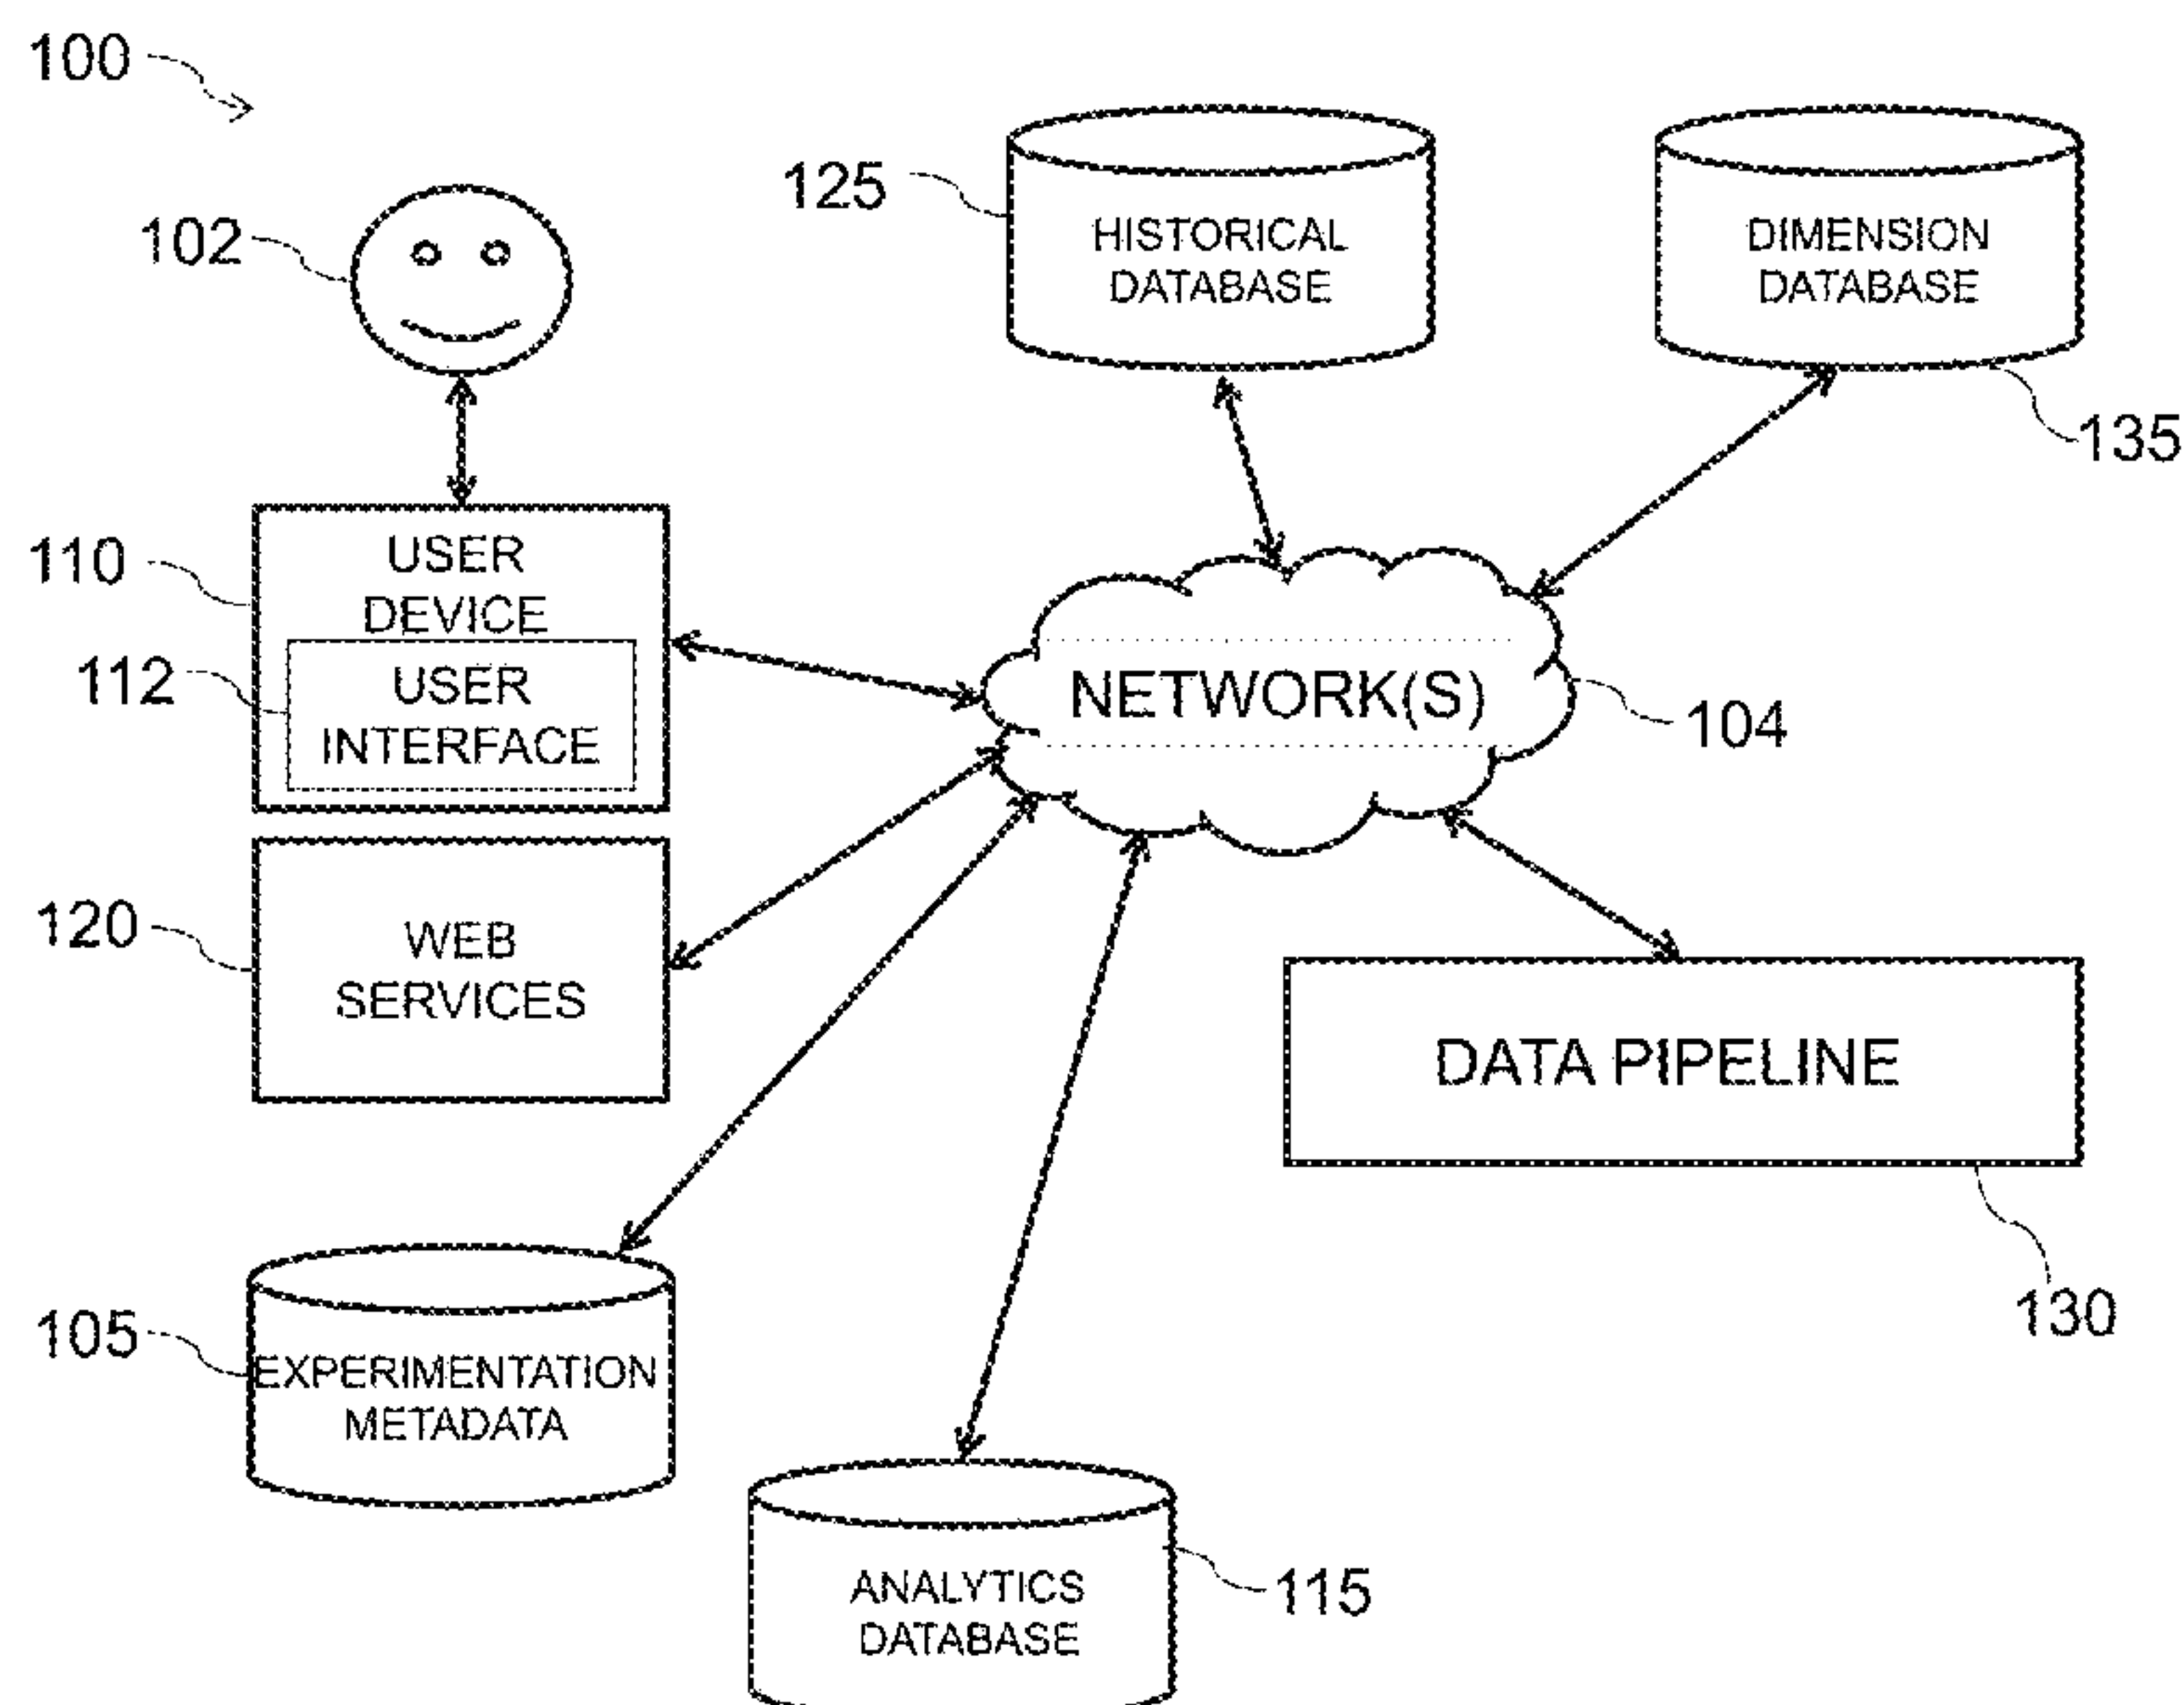 100
102
125
HISTORICAL
DATABASE
DIMENSION
DATABASE
135
110
USER
DEVICE
112
USER
INTERFACE
NETWORK(S)
104
120
WEB
SERVICES
DATA PIPELINE
130
105
EXPERIMENTATION
METADATA
ANALYTICS
DATABASE
115